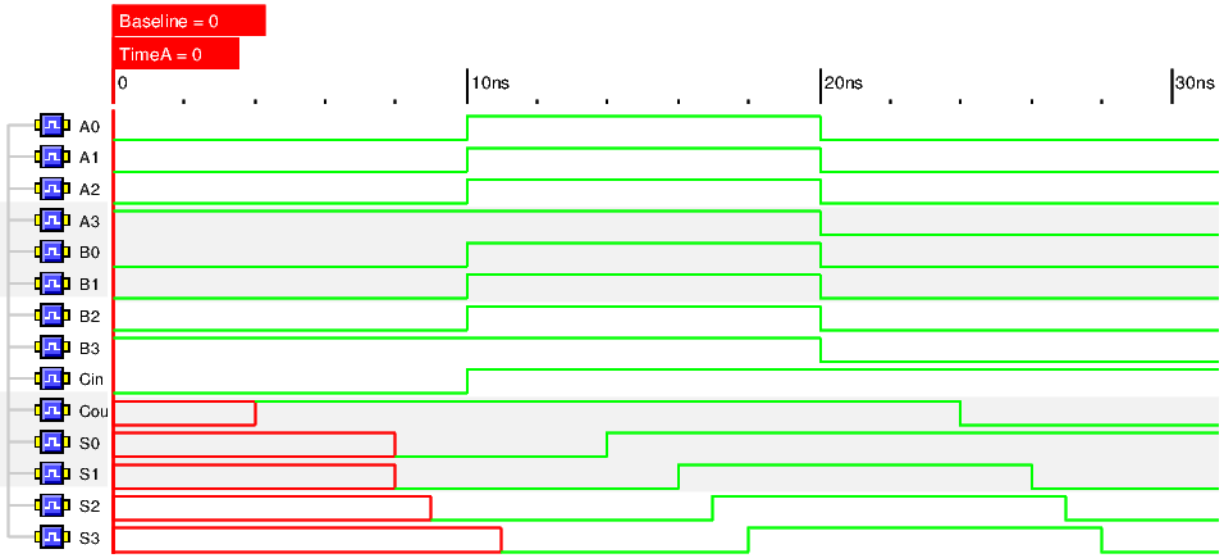 Baseline = 0
TimeA = 0
0 10ns 20ns 30ns
A0
A1
A2
A3
B0
B1
B2
B3
Cin
Cou
S0
S1
S2
S3